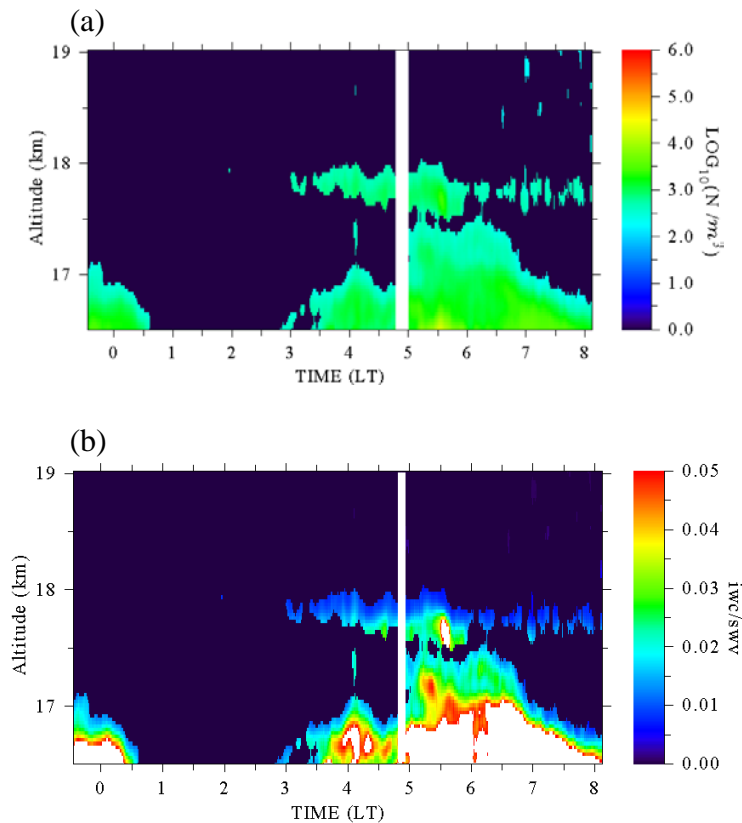 (a)
19
18
17
Altitude (km)
0 1 2 3 4 5 6 7 8
TIME (LT)
6.0
5.0
4.0
3.0
2.0
1.0
0.0
LOG₁₀(N /m³)
(b)
19
18
17
Altitude (km)
0 1 2 3 4 5 6 7 8
TIME (LT)
0.05
0.04
0.03
0.02
0.01
0.00
iwc/swv